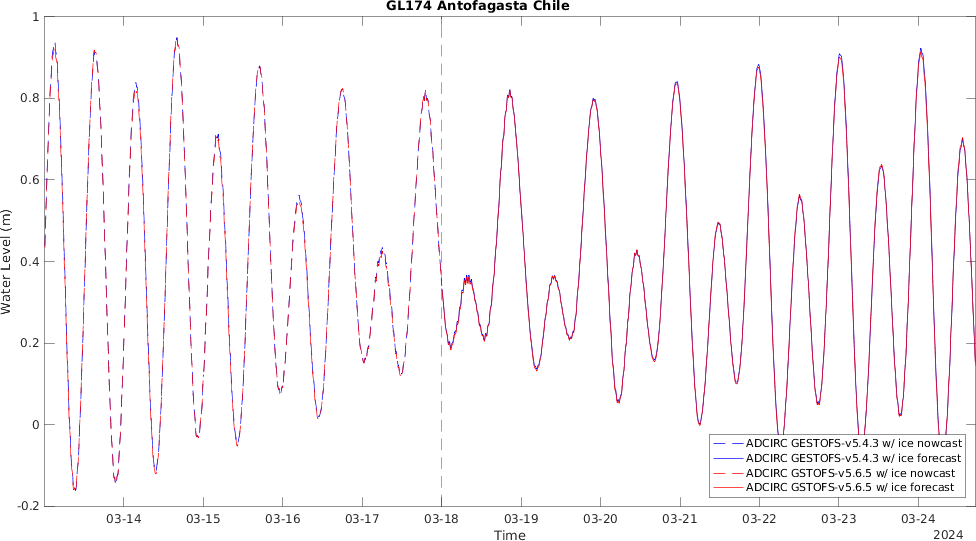 GL174 Antofagasta Chile
1
0.8
0.6
0.4
0.2
0
-0.2
Water Level (m)
03-14 03-15 03-16 03-17 03-18 03-19 03-20 03-21 03-22 03-23 03-24
Time
2024
ADCIRC GESTOFS-v5.4.3 w/ ice nowcast
ADCIRC GESTOFS-v5.4.3 w/ ice forecast
ADCIRC GSTOFS-v5.6.5 w/ ice nowcast
ADCIRC GSTOFS-v5.6.5 w/ ice forecast